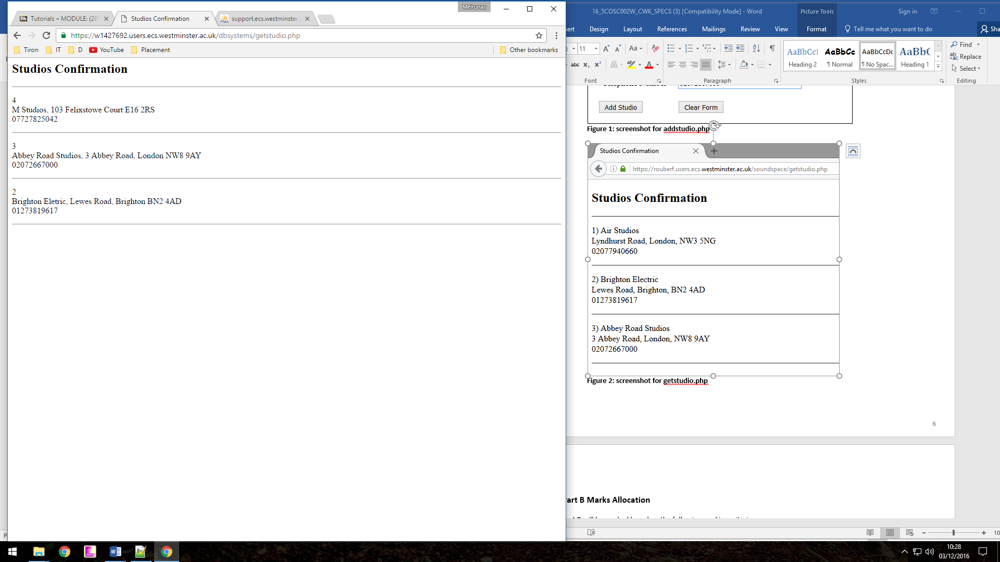 Meirunas
Tutorials – MODULE: (20
Studios Confirmation
support.ecs.westminster.
https://w1427692.users.ecs.westminster.ac.uk/dbsystems/getstudio.php
Tiron
IT
D
YouTube
Placement
Other bookmarks
Studios Confirmation
4
M Studios, 103 Felixstowe Court E16 2RS
07727825042
3
Abbey Road Studios, 3 Abbey Road, London NW8 9AY
02072667000
2
Brighton Eletric, Lewes Road, Brighton BN2 4AD
01273819617
16_5COSC002W_CWK_SPECS (3) [Compatibility Mode] - Word
Picture Tools
Sign in
Design
Layout
References
Mailings
Review
View
Format
Tell me what you want to do
Sha
11
AaBbCcI
AaBbCc
AaBbCcDc
AaBbC
Heading 2
¶ Normal
¶ No Spac...
Heading 1
Find
Replace
Select
Font
Paragraph
Styles
Editing
Add Studio
Clear Form
Figure 1: screenshot for addstudio.php
Studios Confirmation
https://rouberf.users.ecs.westminster.ac.uk/soundspace/getstudio.php
Studios Confirmation
1) Air Studios
Lyndhurst Road, London, NW3 5NG
02077940660
2) Brighton Electric
Lewes Road, Brighton, BN2 4AD
01273819617
3) Abbey Road Studios
3 Abbey Road, London, NW8 9AY
02072667000
Figure 2: screenshot for getstudio.php
6
art B Marks Allocation
10
10:28
03/12/2016